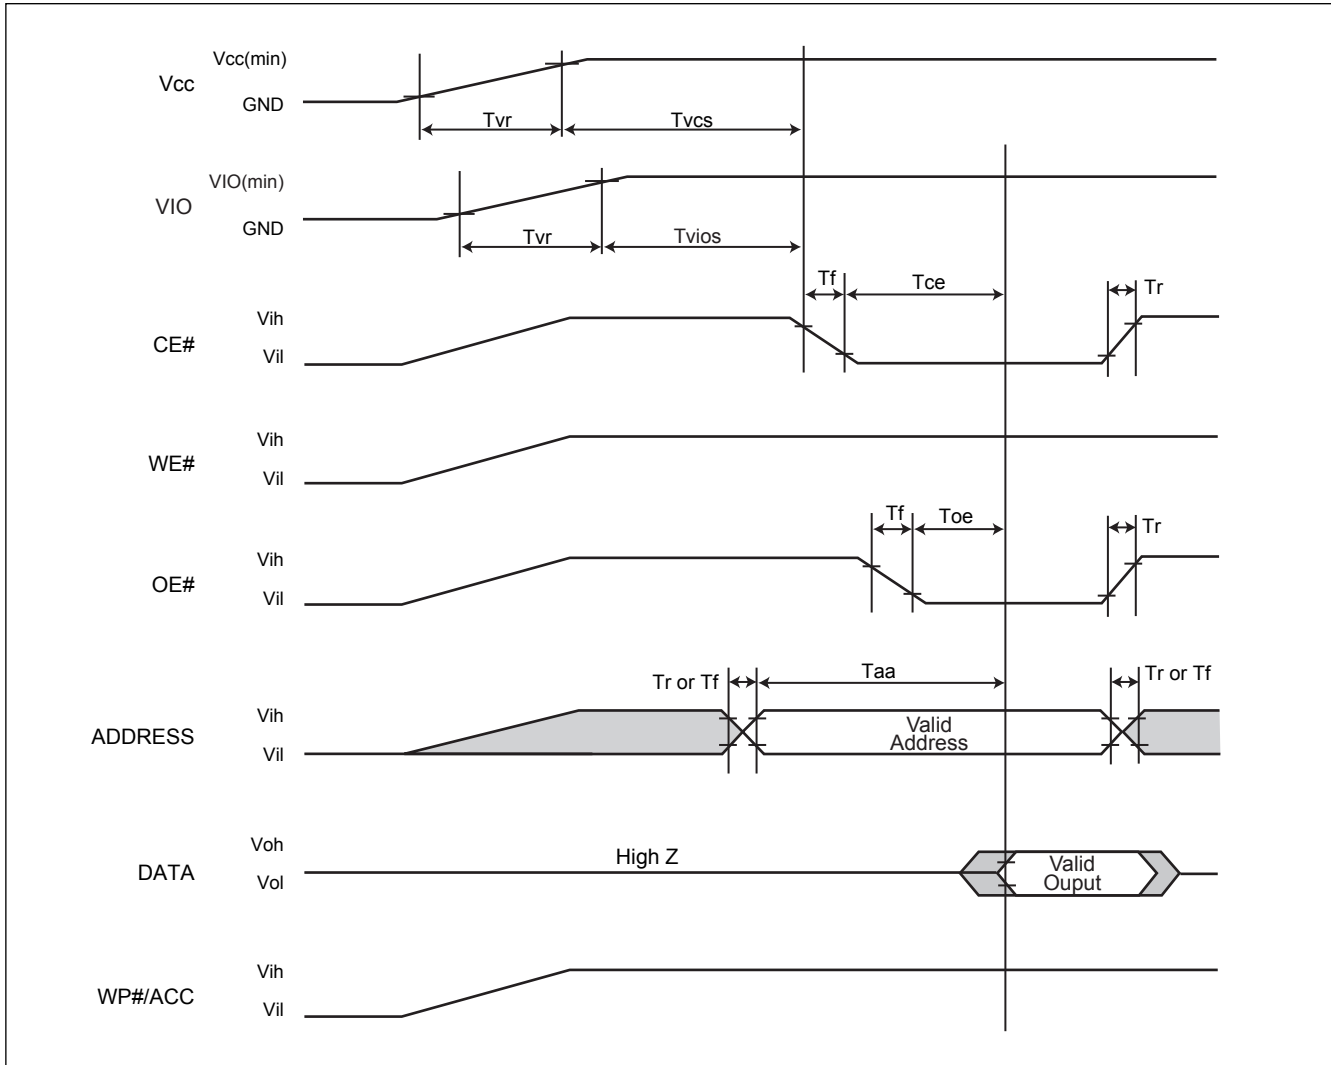 Vcc(min)
Vcc
GND
Tvr
Tvcs
VIO(min)
VIO
GND
Tvr
Tvios
Tf
Tce
Tr
Vih
CE#
Vil
Vih
WE#
Vil
Tf
Toe
Tr
Vih
OE#
Vil
Tr or Tf
Taa
Tr or Tf
Vih
ADDRESS
Vil
Valid
Address
Voh
DATA
Vol
High Z
Valid
Ouput
Vih
WP#/ACC
Vil